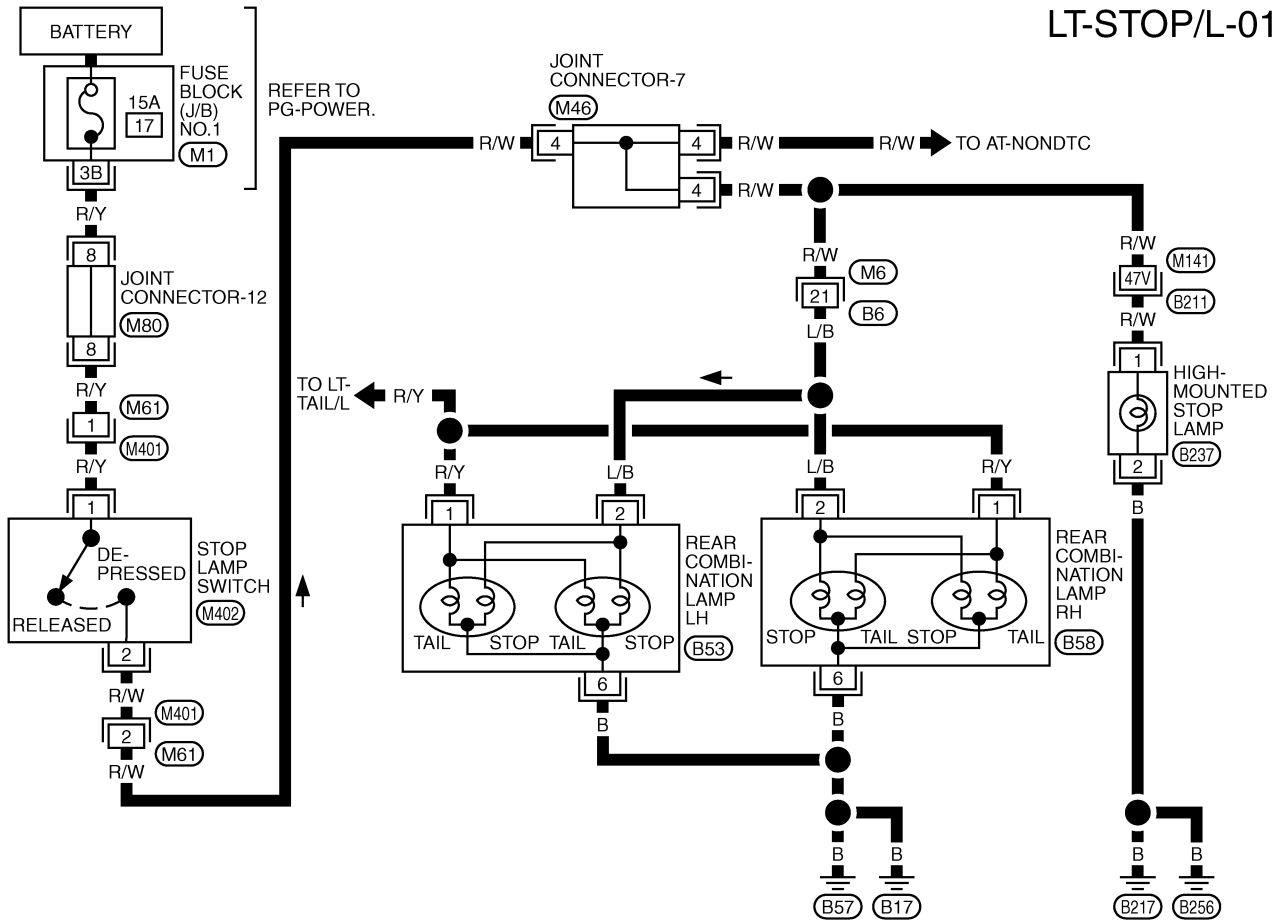 LT-STOP/L-01
BATTERY
FUSE
BLOCK
(J/B)
NO.1
M1
15A
17
3B
REFER TO
PG-POWER.
R/Y
8
JOINT
CONNECTOR-12
M80
8
R/Y
M61
1
M401
R/Y
1
DE-
PRESSED
RELEASED
STOP
LAMP
SWITCH
M402
2
R/W
M401
2
M61
R/W
JOINT
CONNECTOR-7
M46
R/W
4
4
R/W
R/W
TO AT-NONDTC
4
R/W
R/W
M6
21
B6
L/B
R/W
M141
47V
B211
R/W
1
HIGH-
MOUNTED
STOP
LAMP
B237
2
B
TO LT-
TAIL/L
R/Y
R/Y
L/B
L/B
R/Y
1
2
2
1
REAR
COMBI-
NATION
LAMP
LH
B53
TAIL
STOP
TAIL
STOP
6
B
REAR
COMBI-
NATION
LAMP
RH
B58
STOP
TAIL
STOP
TAIL
6
B
B
B
B
B
B57
B17
B217
B256